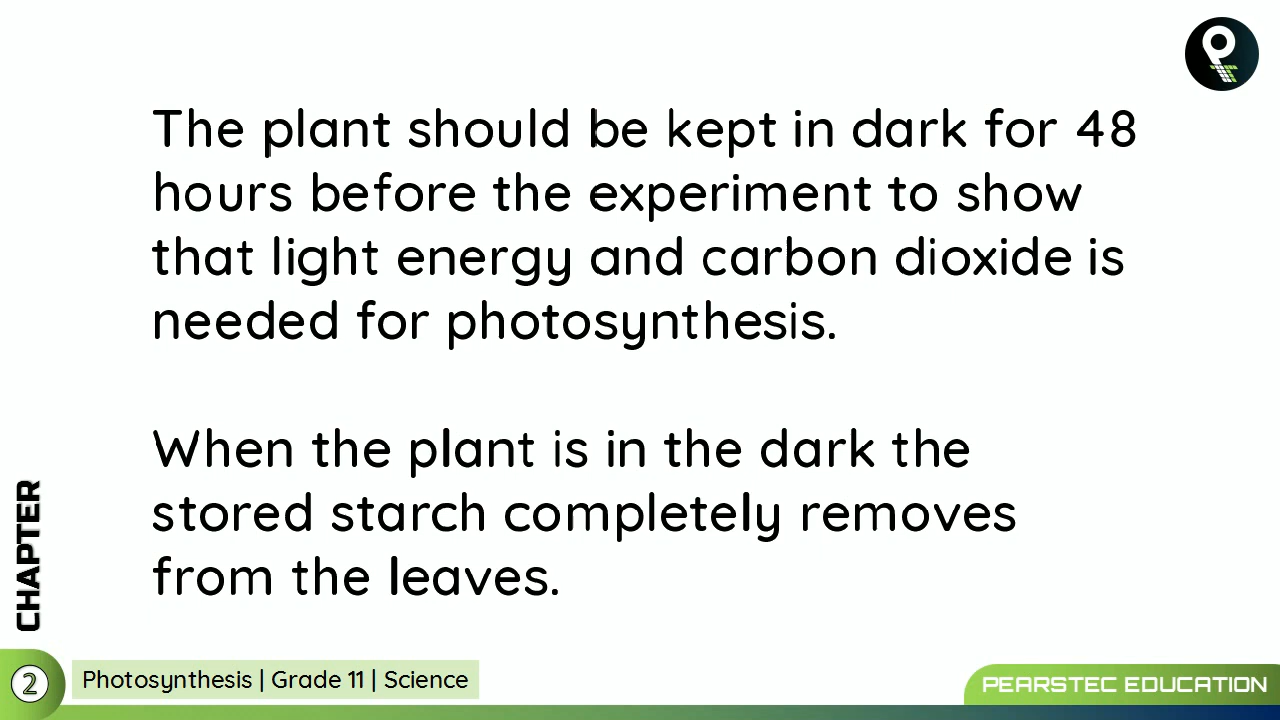 The plant should be kept in dark for 48
hours before the experiment to show
that light energy and carbon dioxide is
needed for photosynthesis.
When the plant is in the dark the
stored starch completely removes
from the leaves.
CHAPTER
2
Photosynthesis | Grade 11 | Science
PEARSTEC EDUCATION